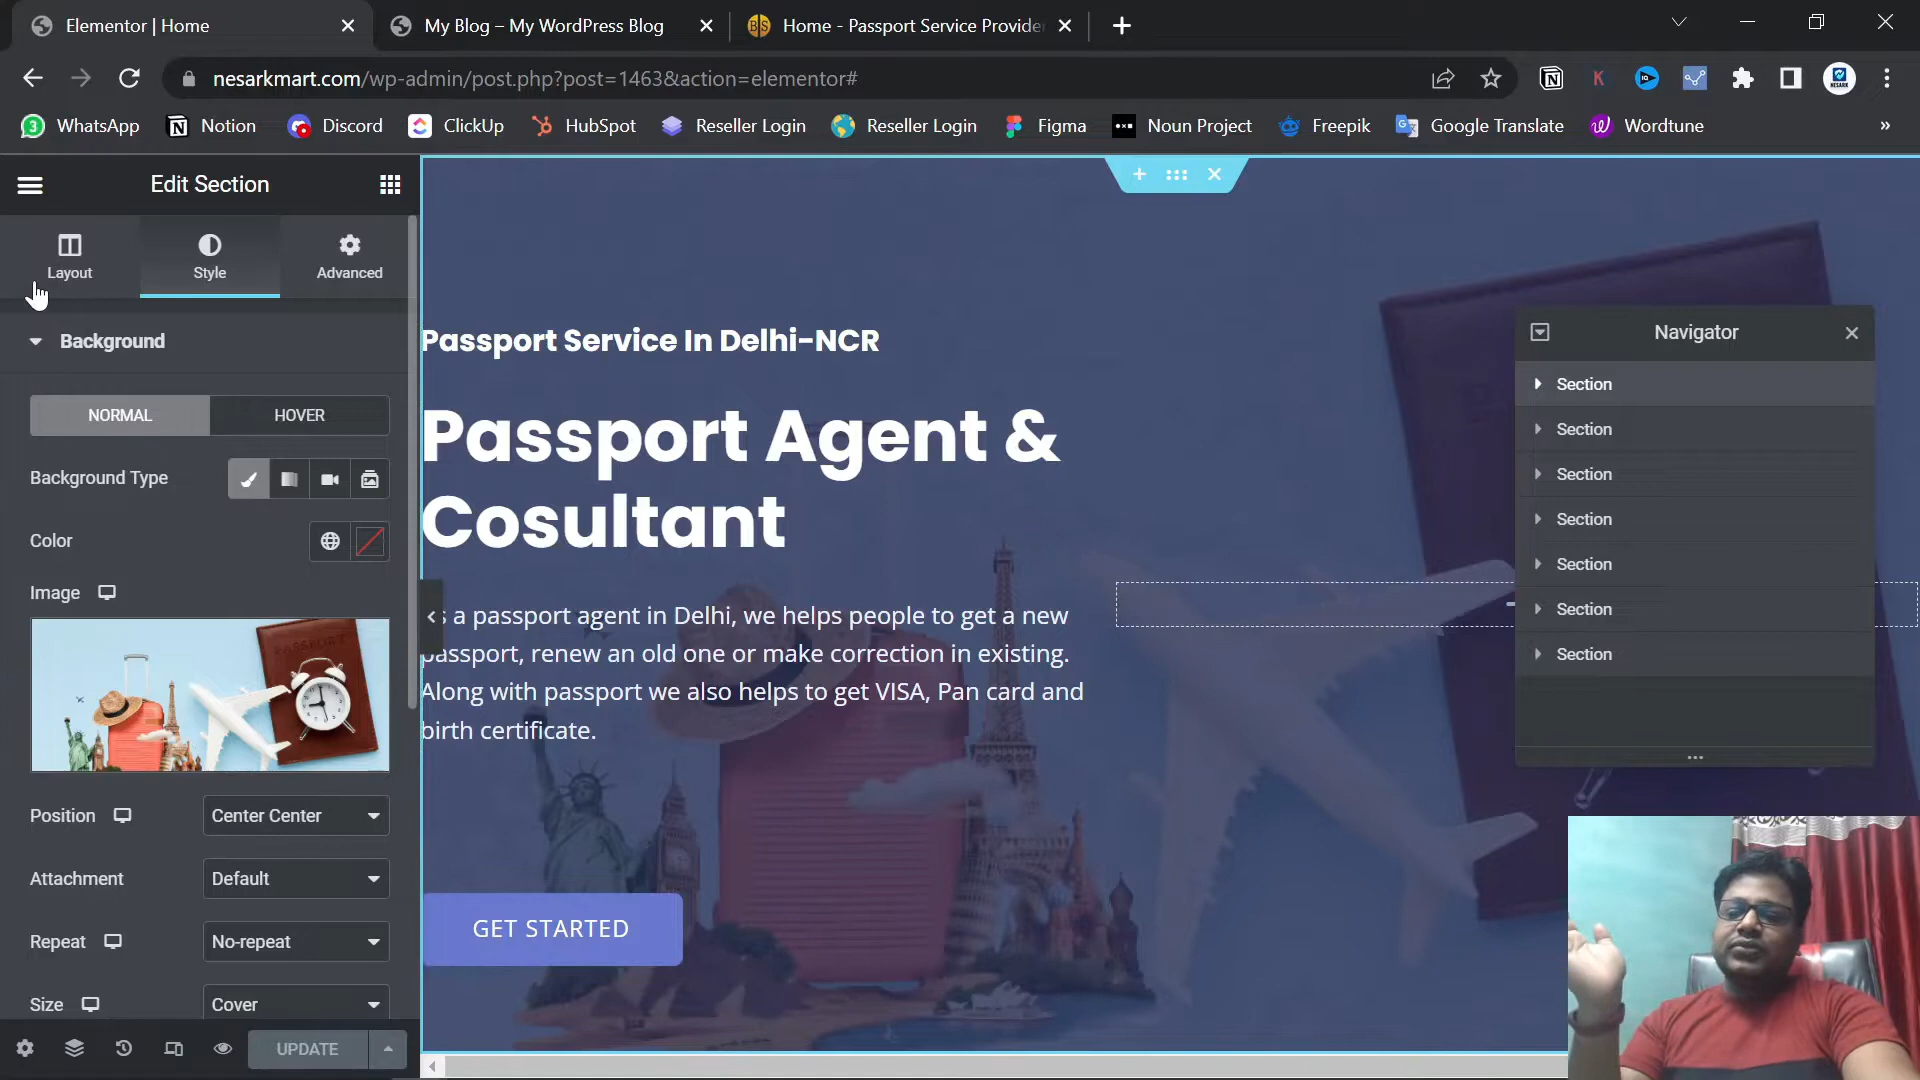 Elementor | Home
My Blog – My WordPress Blog
Home - Passport Service Provide
nesarkmart.com/wp-admin/post.php?post=1463&action=elementor#
WhatsApp
Notion
Discord
ClickUp
HubSpot
Reseller Login
Reseller Login
Figma
Noun Project
Freepik
Google Translate
Wordtune
»
Edit Section
Layout
Style
Advanced
Background
NORMAL
HOVER
Background Type
Color
Image
Position
Center Center
Attachment
Default
Repeat
No-repeat
Size
Cover
UPDATE
Passport Service In Delhi-NCR
Passport Agent &
Cosultant
s a passport agent in Delhi, we helps people to get a new
passport, renew an old one or make correction in existing.
Along with passport we also helps to get VISA, Pan card and
birth certificate.
GET STARTED
Navigator
Section
Section
Section
Section
Section
Section
Section